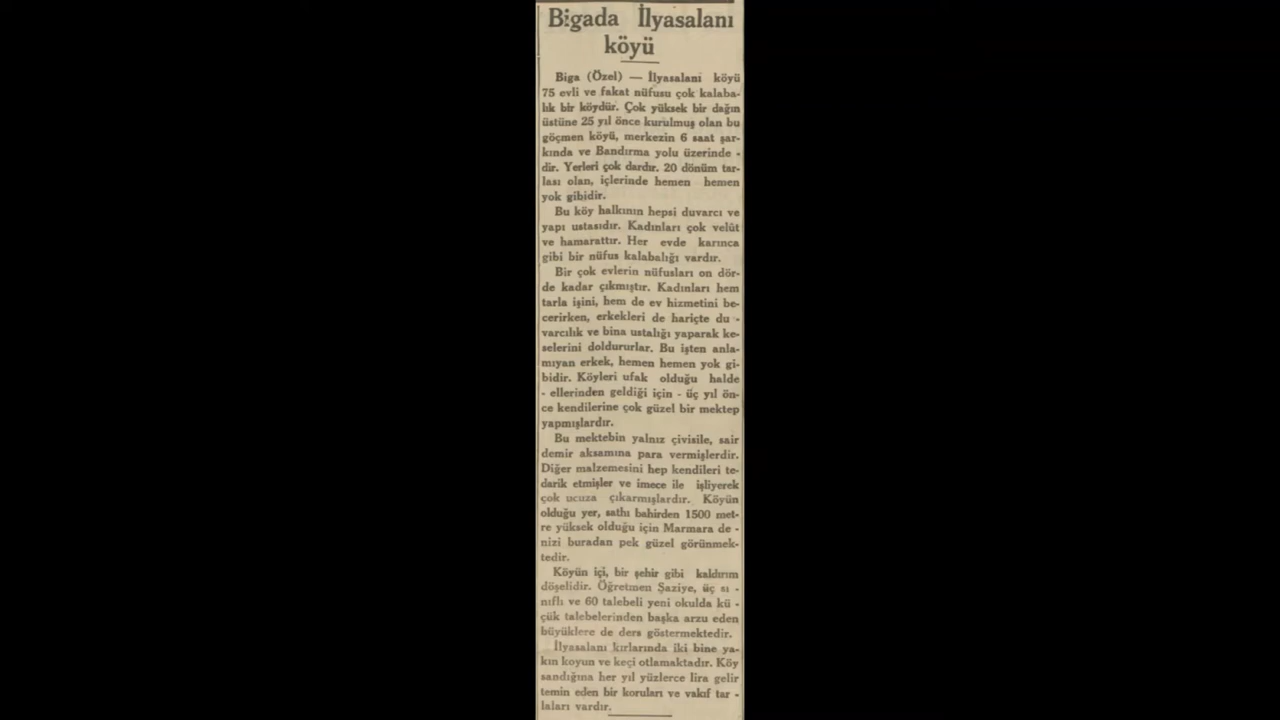 Bigada İlyasalanı
köyü
Biga (Özel) — İlyasalani köyü
75 evli ve fakat nüfusu çok kalaba-
lık bir köydür. Çok yüksek bir dağın
üstüne 25 yıl önce kurulmuş olan bu
göçmen köyü, merkezin 6 saat şar-
kında ve Bandırma yolu üzerinde -
dir. Yerleri çok dardır. 20 dönüm tar-
lası olan, içlerinde hemen hemen
yok gibidir.
Bu köy halkının hepsi duvarcı ve
yapı ustasıdır. Kadınları çok velût
ve hamarattır. Her evde karınca
gibi bir nüfus kalabalığı vardır.
Bir çok evlerin nüfusları on dör-
de kadar çıkmıştır. Kadınları hem
tarla işini, hem de ev hizmetini be-
cerirken, erkekleri de hariçte du -
varcılık ve bina ustalığı yaparak ke-
selerini doldururlar. Bu işten anla-
mıyan erkek, hemen hemen yok gi-
bidir. Köyleri ufak olduğu halde
- ellerinden geldiği için - üç yıl ön-
ce kendilerine çok güzel bir mektep
yapmışlardır.
Bu mektebin yalnız çivisile, sair
demir aksamına para vermişlerdir.
Diğer malzemesini hep kendileri te-
darik etmişler ve imece ile işliyerek
çok ucuza çıkarmışlardır. Köyün
olduğu yer, sathı bahirden 1500 met-
re yüksek olduğu için Marmara de -
nizi buradan pek güzel görünmek-
tedir.
Köyün içi, bir şehir gibi kaldırım
döşelidir. Öğretmen Şaziye, üç sı -
nıflı ve 60 talebeli yeni okulda kü -
çük talebelerinden başka arzu eden
büyüklere de ders göstermektedir.
İlyasalanı kırlarında iki bine ya-
kın koyun ve keçi otlamaktadır. Köy
sandığına her yıl yüzlerce lira gelir
temin eden bir koruları ve vakıf tar -
laları vardır.